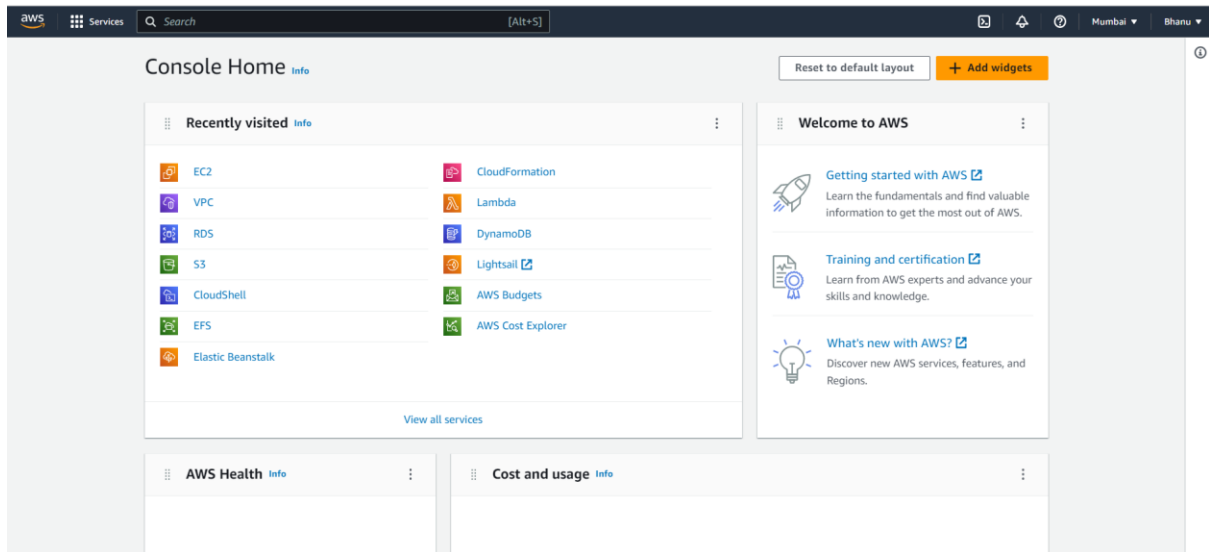 aws Services Search [Alt+S] Mumbai Bhanu
Console Home Info
Reset to default layout
Add widgets
Recently visited Info
EC2
VPC
RDS
S3
CloudShell
EFS
Elastic Beanstalk
CloudFormation
Lambda
DynamoDB
Lightsail
AWS Budgets
AWS Cost Explorer
View all services
Welcome to AWS
Getting started with AWS
Learn the fundamentals and find valuable
information to get the most out of AWS.
Training and certification
Learn from AWS experts and advance your
skills and knowledge.
What's new with AWS?
Discover new AWS services, features, and
Regions.
AWS Health Info
Cost and usage Info